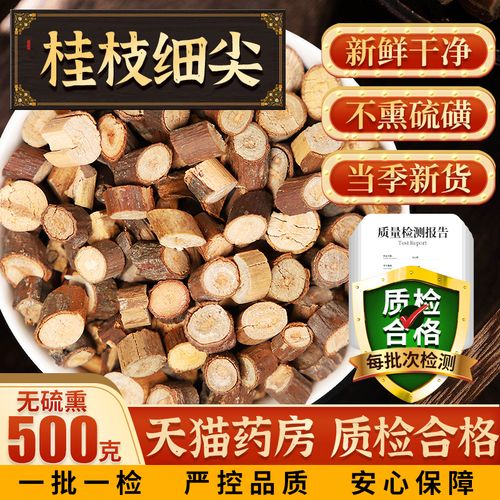 桂枝细尖
新鲜干净
不熏硫磺
当季新货
质量检测报告
Test Report
质检
合格
每批次检测
无硫熏
500克
天猫药房 质检合格
一批一检 严控品质 安心保障